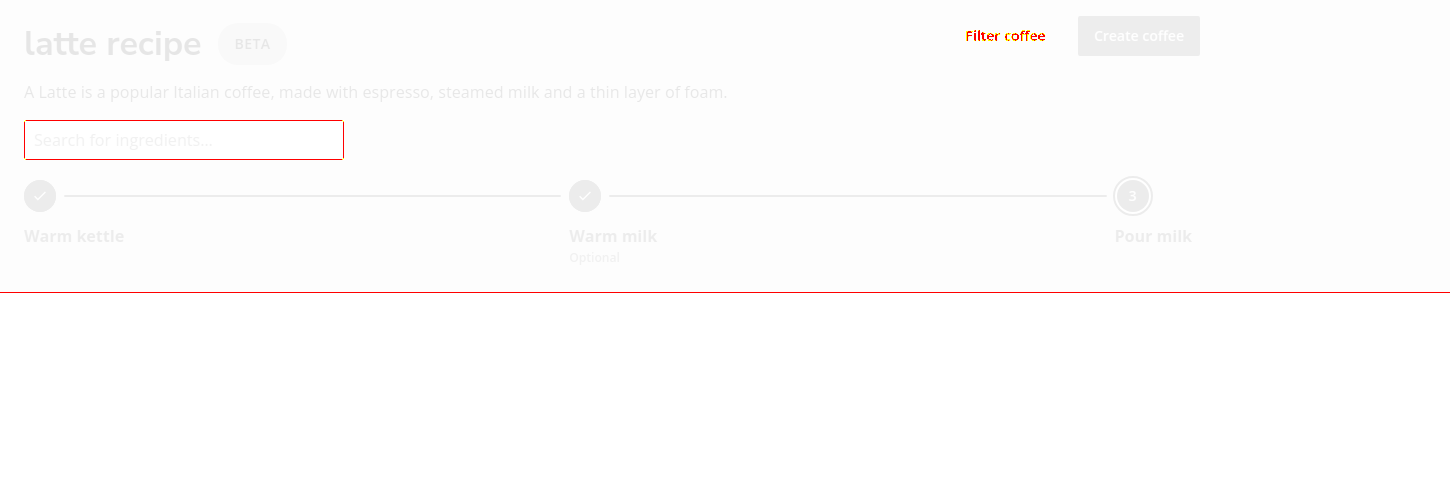 latte recipe BETA
Filter coffee
Create coffee
A Latte is a popular Italian coffee, made with espresso, steamed milk and a thin layer of foam.
Search for ingredients...
3
Warm kettle
Warm milk
Pour milk
Optional